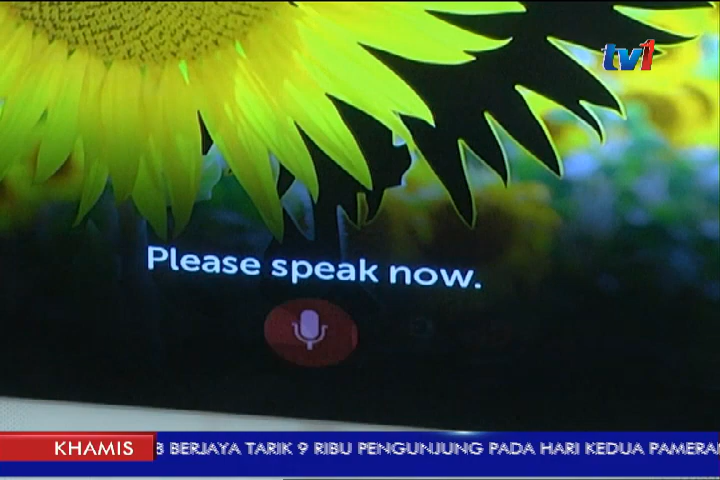 tv1
Please speak now.
KHAMIS
BERJAYA TARIK 9 RIBU PENGUNJUNG PADA HARI KEDUA